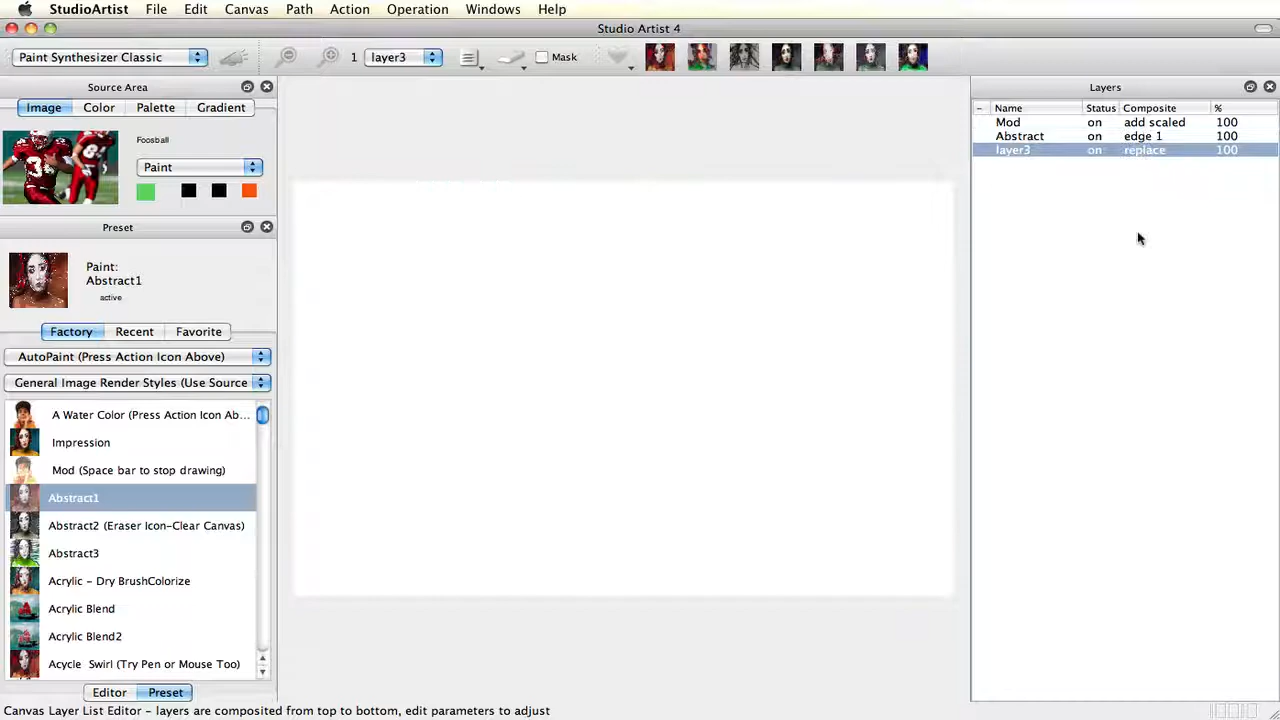 StudioArtist File Edit Canvas Path Action Operation Windows Help
Studio Artist 4
Paint Synthesizer Classic 1 layer3 Mask
Source Area
Image Color Palette Gradient
Foosball
Paint
Preset
Paint:
Abstract1
active
Factory Recent Favorite
AutoPaint (Press Action Icon Above)
General Image Render Styles (Use Source
A Water Color (Press Action Icon Ab...
Impression
Mod (Space bar to stop drawing)
Abstract1
Abstract2 (Eraser Icon-Clear Canvas)
Abstract3
Acrylic - Dry BrushColorize
Acrylic Blend
Acrylic Blend2
Acycle Swirl (Try Pen or Mouse Too)
Editor Preset
Canvas Layer List Editor - layers are composited from top to bottom, edit parameters to adjust
Layers
- Name Status Composite %
Mod on add scaled 100
Abstract on edge 1 100
layer3 on replace 100